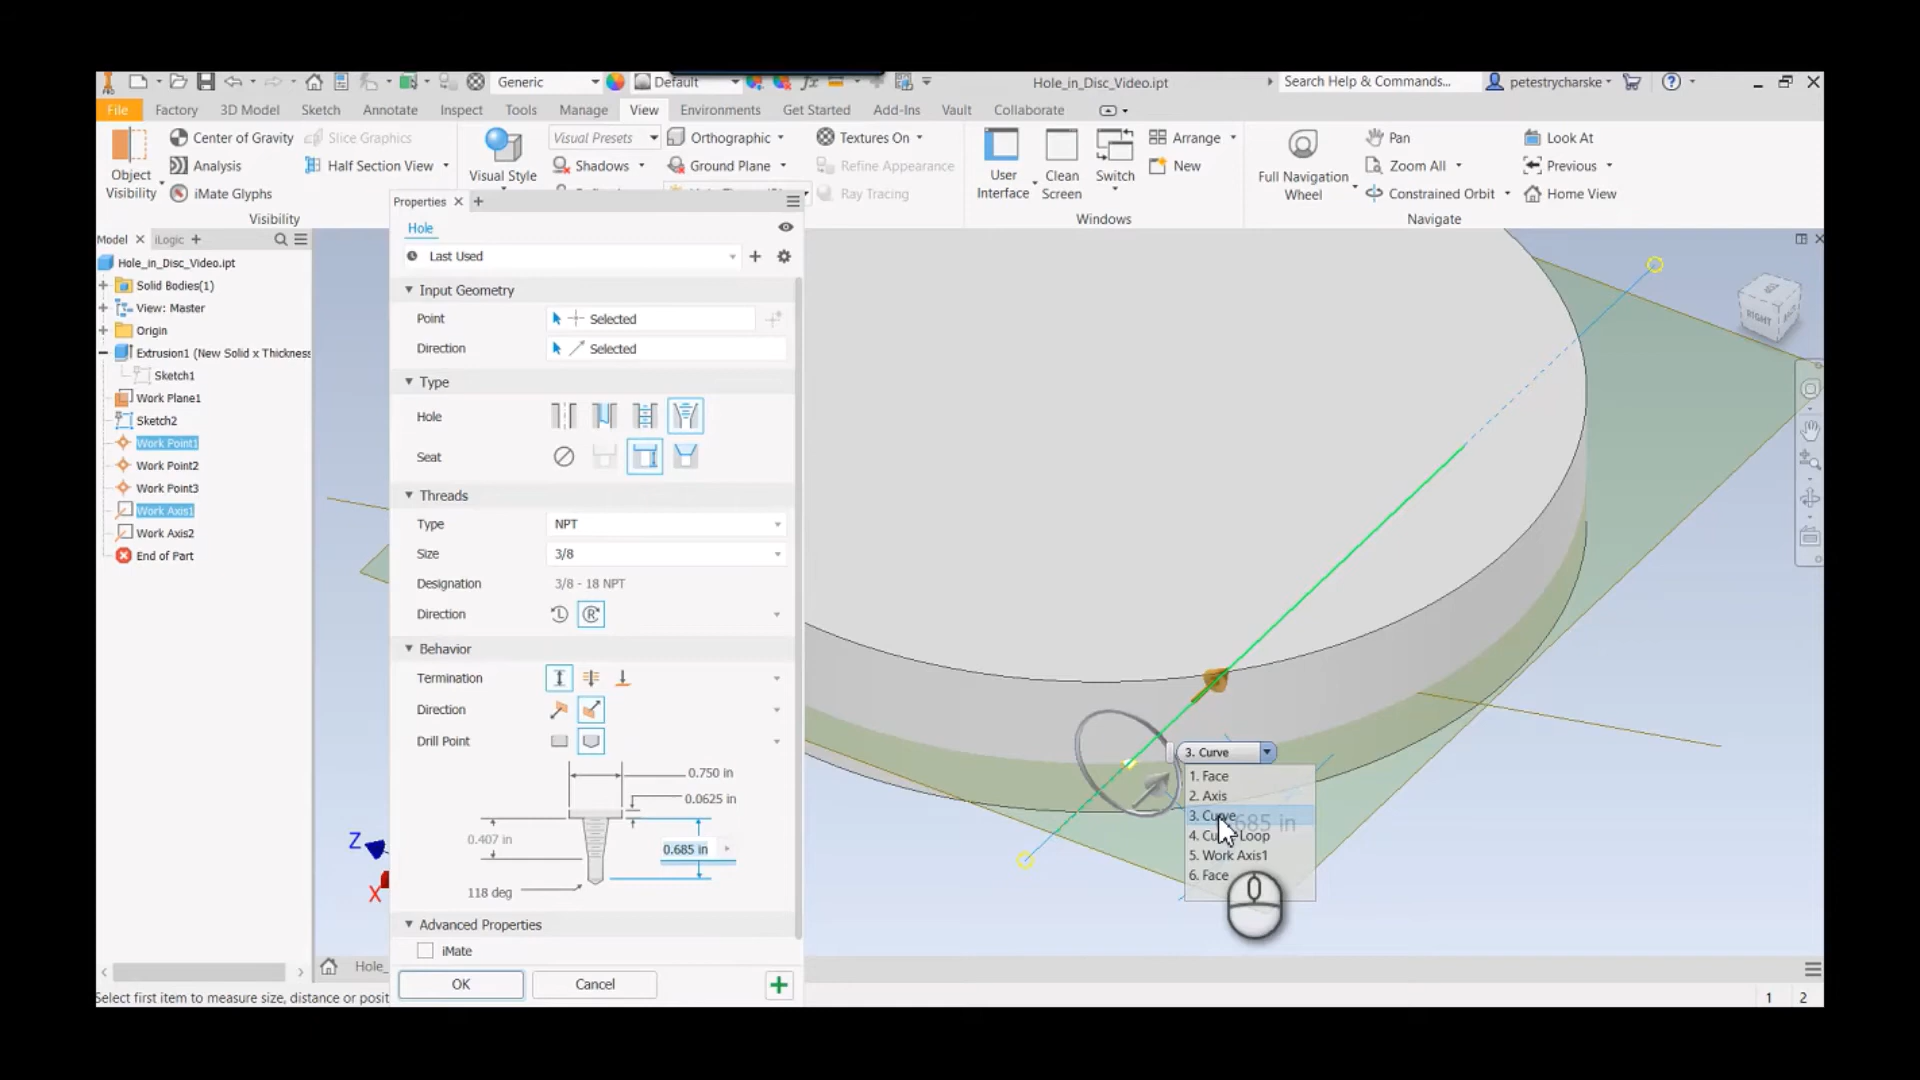 Generic
Default
Hole_in_Disc_Video.ipt
Search Help & Commands...
petestrycharske
File
Factory
3D Model
Sketch
Annotate
Inspect
Tools
Manage
View
Environments
Get Started
Add-Ins
Vault
Collaborate
Object
Visibility
Center of Gravity
Analysis
iMate Glyphs
Slice Graphics
Half Section View
Visibility
Visual Style
Visual Presets
Shadows
Orthographic
Ground Plane
Textures On
Refine Appearance
Ray Tracing
User
Interface
Clean
Screen
Switch
Arrange
New
Windows
Full Navigation
Wheel
Pan
Zoom All
Constrained Orbit
Look At
Previous
Home View
Navigate
Model
iLogic
Hole_in_Disc_Video.ipt
Solid Bodies(1)
View: Master
Origin
Extrusion1 (New Solid x Thickness
Sketch1
Work Plane1
Sketch2
Work Point1
Work Point2
Work Point3
Work Axis1
Work Axis2
End of Part
Properties
Hole
Last Used
Input Geometry
Point
Selected
Direction
Selected
Type
Hole
Seat
Threads
Type
NPT
Size
3/8
Designation
3/8 - 18 NPT
Direction
L
R
Behavior
Termination
Direction
Drill Point
0.750 in
0.0625 in
0.407 in
0.685 in
118 deg
Advanced Properties
iMate
OK
Cancel
RIGHT
Z
X
3. Curve
1. Face
2. Axis
3. Curve
4. Loop
5. Work Axis1
6. Face
Hole_
Select first item to measure size, distance or posit
1
2